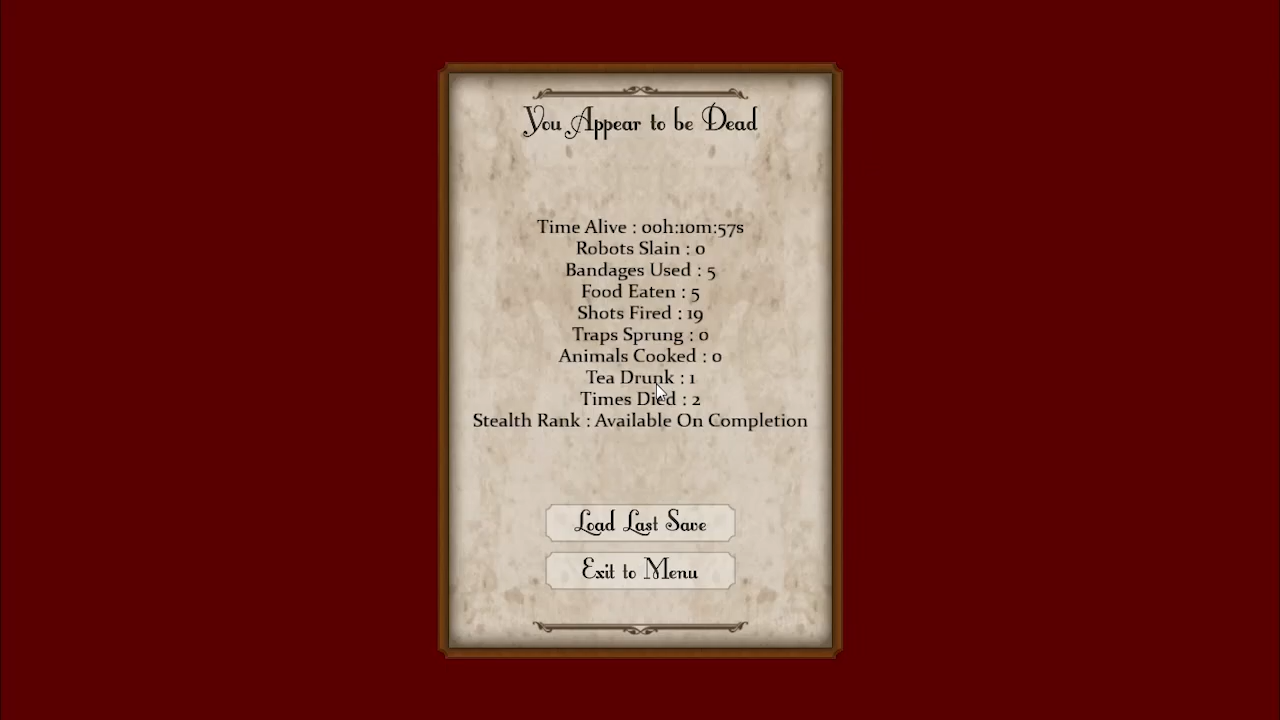 You Appear to be Dead
Time Alive : 00h:10m:57s
Robots Slain : 0
Bandages Used : 5
Food Eaten : 5
Shots Fired : 19
Traps Sprung : 0
Animals Cooked : 0
Tea Drunk : 1
Times Died : 2
Stealth Rank : Available On Completion
Load Last Save
Exit to Menu